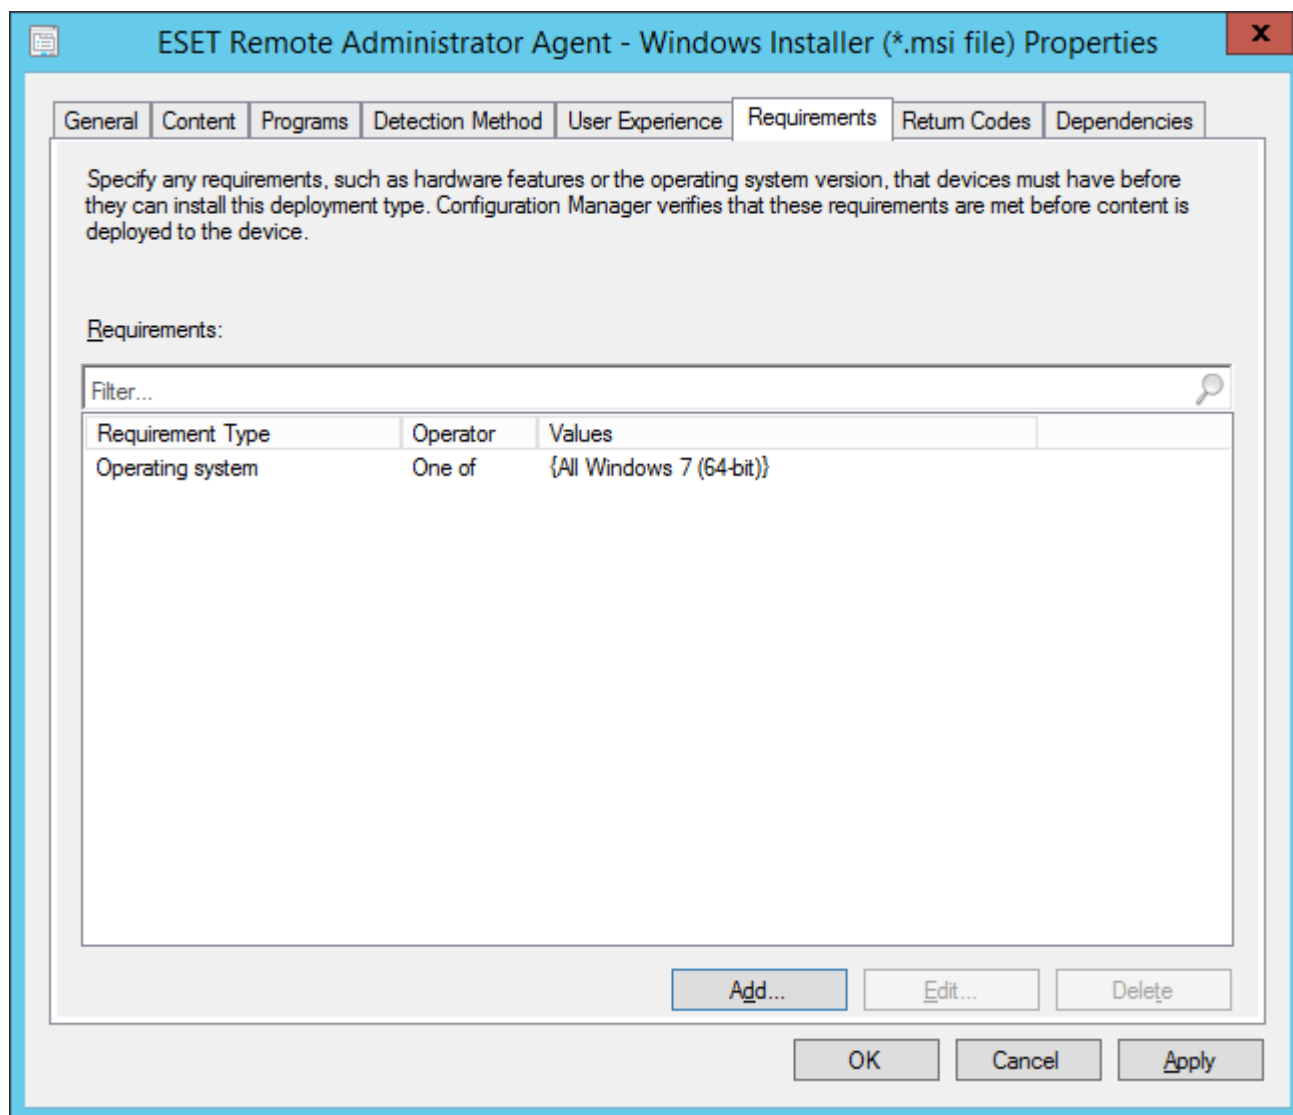 ESET Remote Administrator Agent - Windows Installer (*.msi file) Properties
x
General Content Programs Detection Method User Experience Requirements Return Codes Dependencies
Specify any requirements, such as hardware features or the operating system version, that devices must have before
they can install this deployment type. Configuration Manager verifies that these requirements are met before content is
deployed to the device.
Requirements:
Filter...
Requirement Type Operator Values
Operating system One of {All Windows 7 (64-bit)}
Add... Edit... Delete
OK Cancel Apply